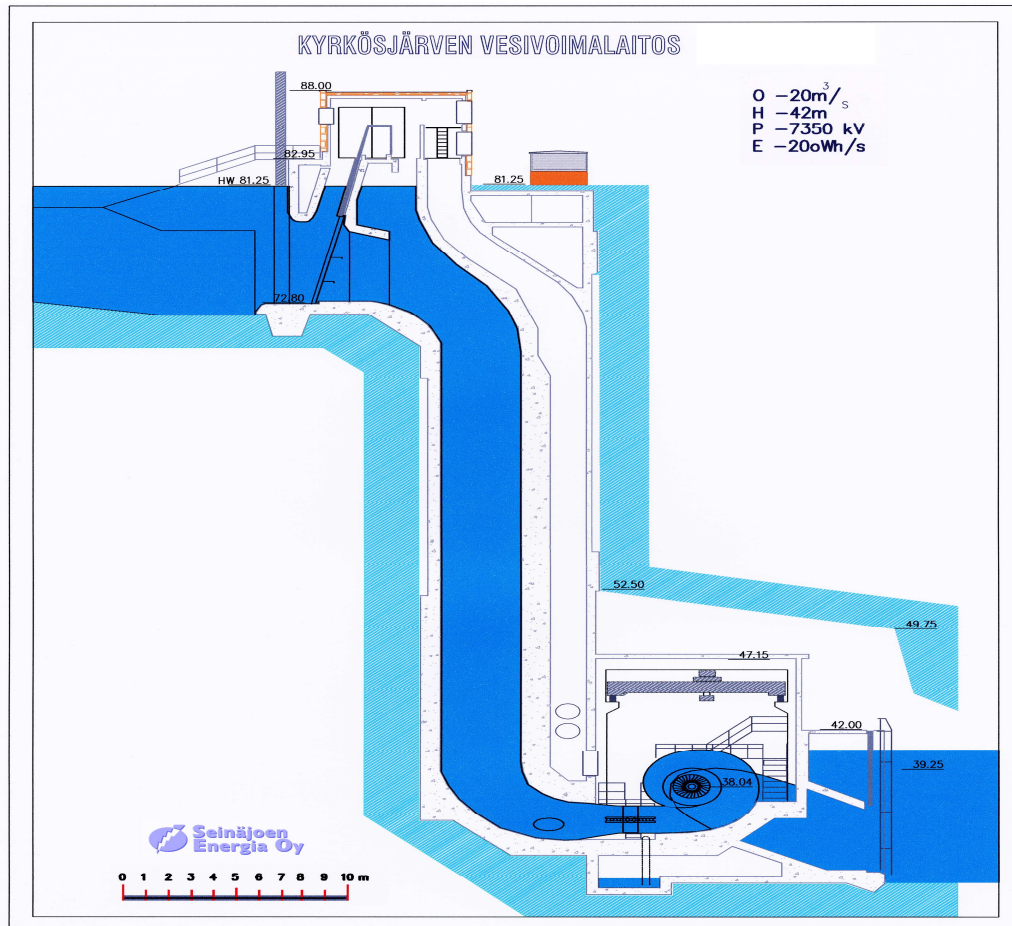 KYRKÖSJÄRVEN VESIVOIMALAITOS
O –20m³/s
H –42m
P –7350 kV
E –20oWh/s
88.00
82.95
HW 81.25
81.25
72.80
52.50
49.75
47.15
42.00
39.25
38.04
Seinäjoen
Energia Oy
0 1 2 3 4 5 6 7 8 9 10 m